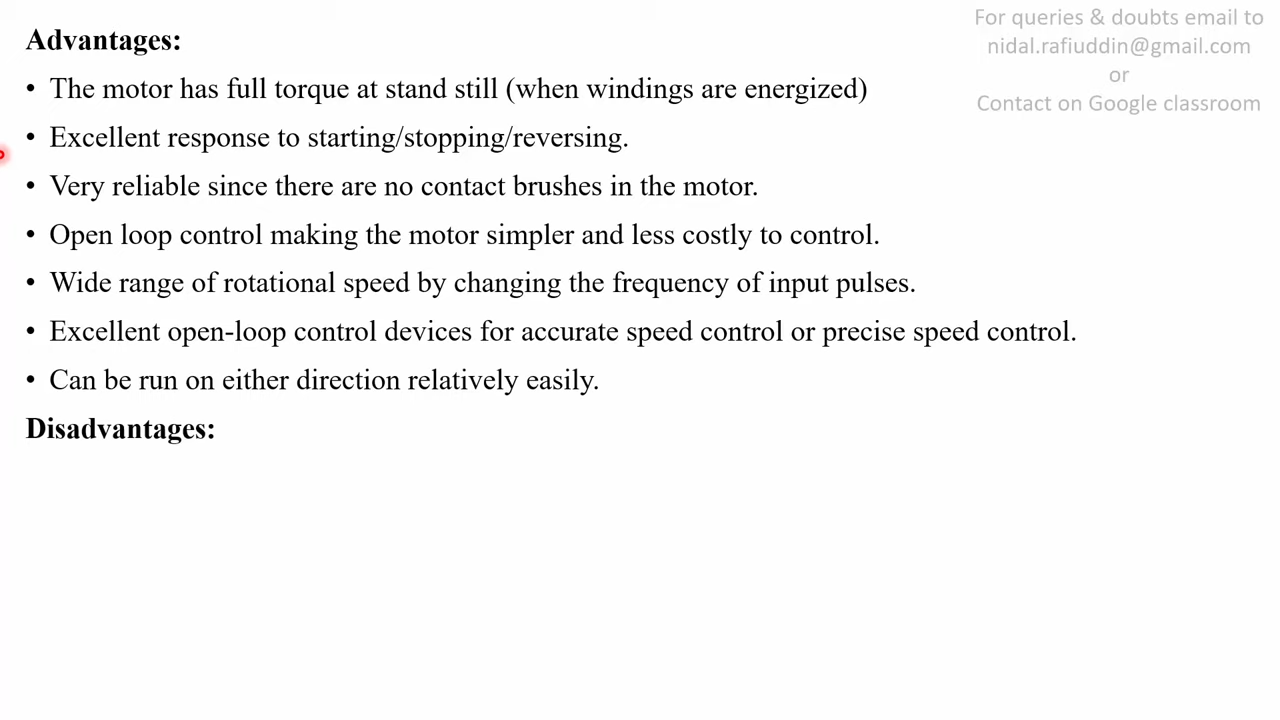 Advantages:
• The motor has full torque at stand still (when windings are energized)
• Excellent response to starting/stopping/reversing.
• Very reliable since there are no contact brushes in the motor.
• Open loop control making the motor simpler and less costly to control.
• Wide range of rotational speed by changing the frequency of input pulses.
• Excellent open-loop control devices for accurate speed control or precise speed control.
• Can be run on either direction relatively easily.
Disadvantages:
For queries & doubts email to
nidal.rafiuddin@gmail.com
or
Contact on Google classroom